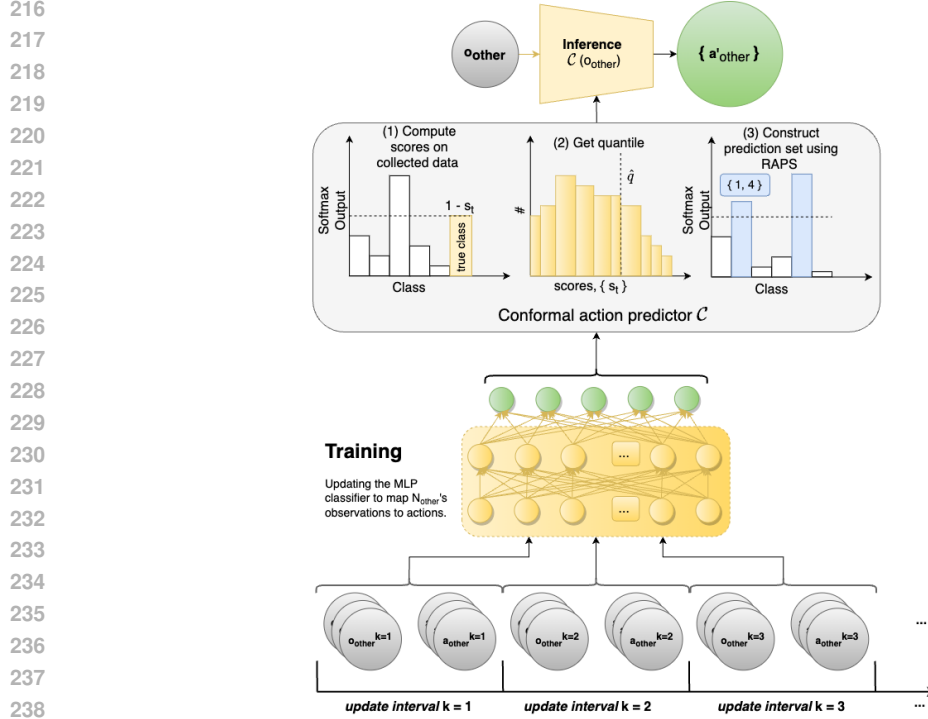 216
217
218
219
220
221
222
223
224
225
226
227
228
229
230
231
232
233
234
235
236
237
238
o_other
Inference
𝒞 (o_other)
{ a'_other }
(1) Compute
scores on
collected data
Softmax
Output
1 - s_t
true class
Class
(2) Get quantile
q̂
#
scores, { s_t }
(3) Construct
prediction set using
RAPS
Softmax
Output
{ 1, 4 }
Class
Conformal action predictor 𝒞
Training
Updating the MLP
classifier to map N_other's
observations to actions.
...
...
o_other^k=1
a_other^k=1
o_other^k=2
a_other^k=2
o_other^k=3
a_other^k=3
...
update interval k = 1
update interval k = 2
update interval k = 3
...